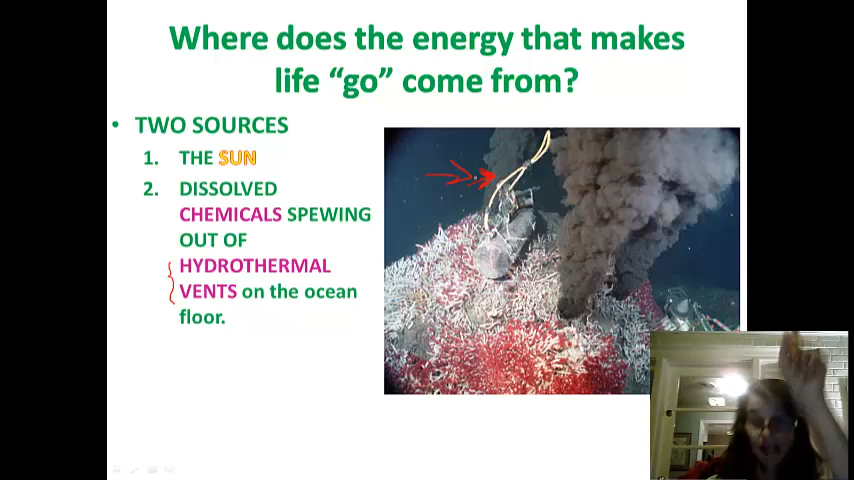 Where does the energy that makes
life “go” come from?
• TWO SOURCES
1. THE SUN
2. DISSOLVED
CHEMICALS SPEWING
OUT OF
HYDROTHERMAL
VENTS on the ocean
floor.